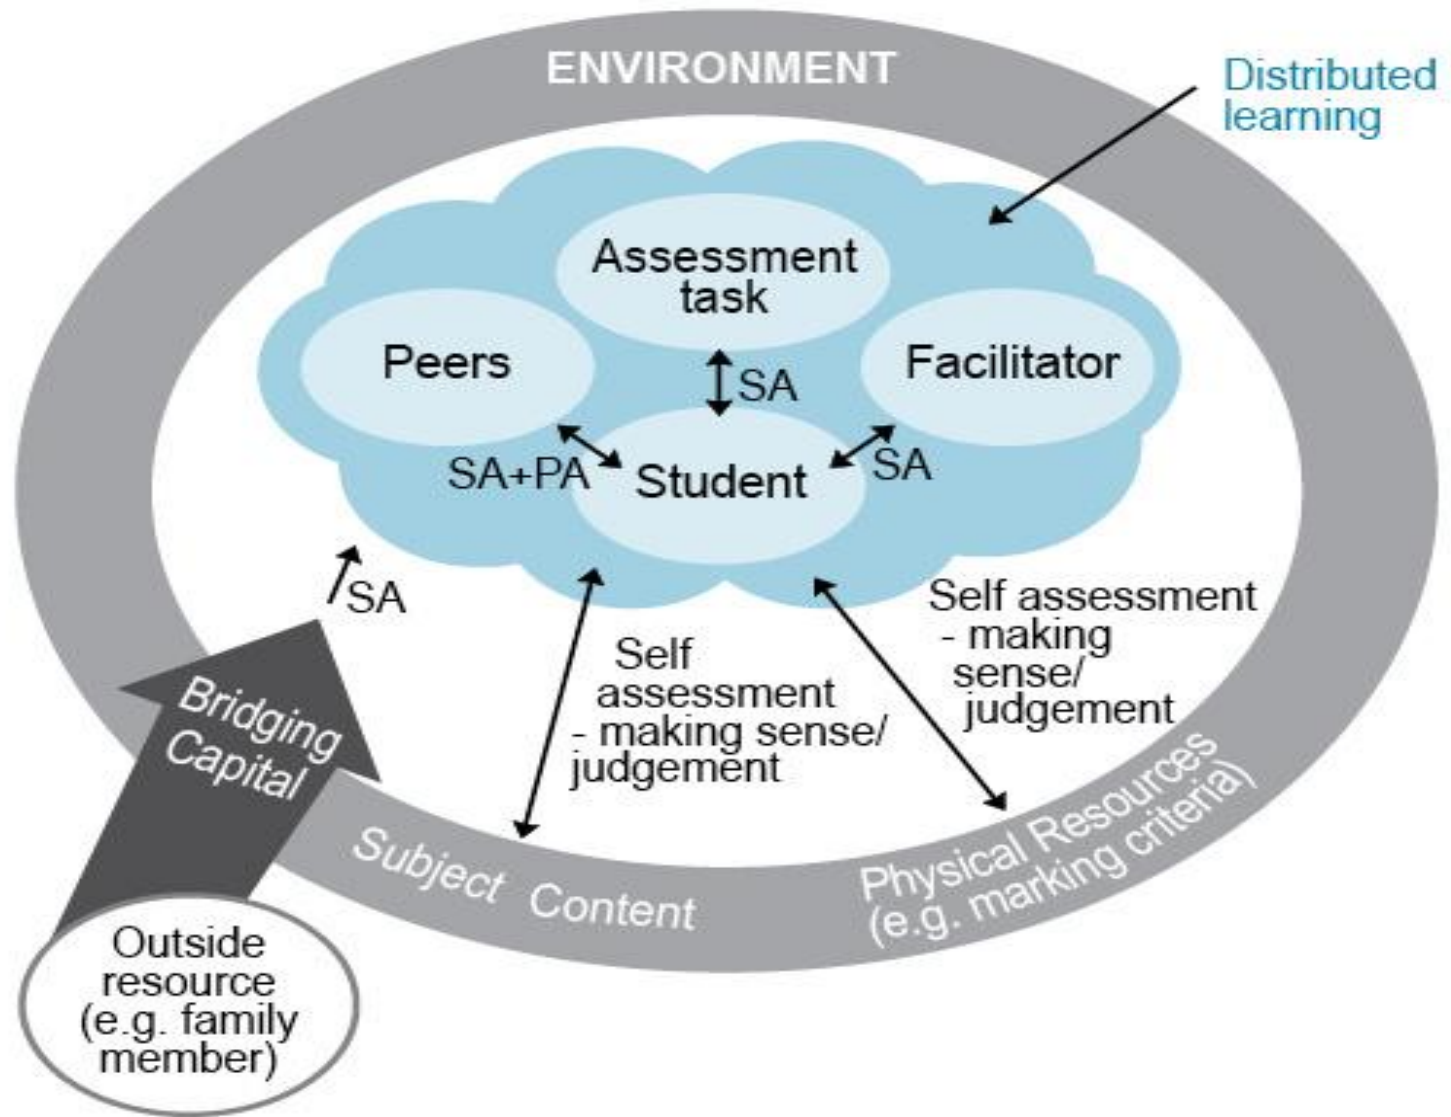 ENVIRONMENT
Distributed
learning
Assessment
task
Peers
Facilitator
SA
SA+PA
Student
SA
SA
Self assessment
- making
sense/
judgement
Self
assessment
- making sense/
judgement
Bridging
Capital
Subject Content
Physical Resources
(e.g. marking criteria)
Outside
resource
(e.g. family
member)